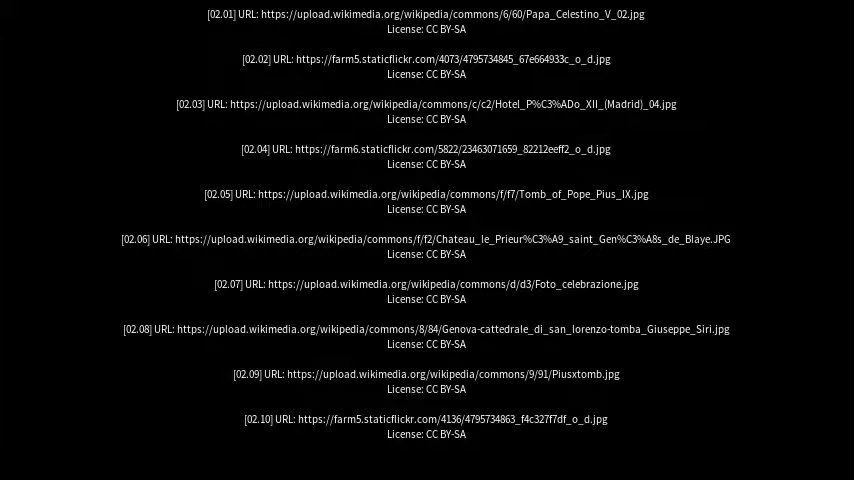 [02.01] URL: https://upload.wikimedia.org/wikipedia/commons/6/60/Papa_Celestino_V_02.jpg
License: CC BY-SA
[02.02] URL: https://farm5.staticflickr.com/4073/4795734845_67e664933c_o_d.jpg
License: CC BY-SA
[02.03] URL: https://upload.wikimedia.org/wikipedia/commons/c/c2/Hotel_P%C3%ADo_XII_(Madrid)_04.jpg
License: CC BY-SA
[02.04] URL: https://farm6.staticflickr.com/5822/23463071659_82212eeff2_o_d.jpg
License: CC BY-SA
[02.05] URL: https://upload.wikimedia.org/wikipedia/commons/f/f7/Tomb_of_Pope_Pius_IX.jpg
License: CC BY-SA
[02.06] URL: https://upload.wikimedia.org/wikipedia/commons/f/f2/Chateau_le_Prieur%C3%A9_saint_Gen%C3%A8s_de_Blaye.JPG
License: CC BY-SA
[02.07] URL: https://upload.wikimedia.org/wikipedia/commons/d/d3/Foto_celebrazione.jpg
License: CC BY-SA
[02.08] URL: https://upload.wikimedia.org/wikipedia/commons/8/84/Genova-cattedrale_di_san_lorenzo-tomba_Giuseppe_Siri.jpg
License: CC BY-SA
[02.09] URL: https://upload.wikimedia.org/wikipedia/commons/9/91/Piusxtomb.jpg
License: CC BY-SA
[02.10] URL: https://farm5.staticflickr.com/4136/4795734863_f4c327f7df_o_d.jpg
License: CC BY-SA